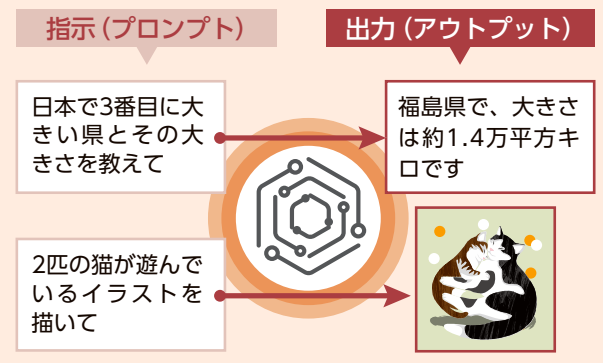 指示(プロンプト)
出力(アウトプット)
日本で3番目に大
きい県とその大
きさを教えて
福島県で、大きさ
は約1.4万平方キ
ロです
2匹の猫が遊んで
いるイラストを
描いて